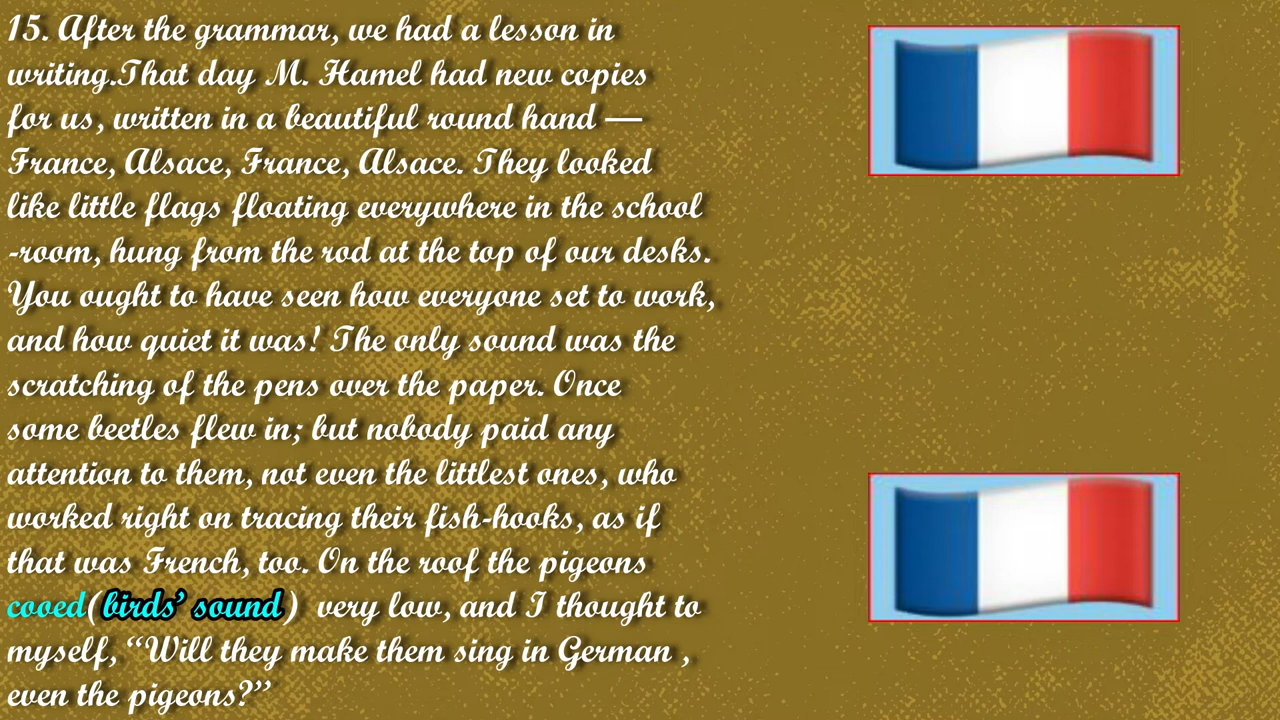 15. After the grammar, we had a lesson in
writing.That day M. Hamel had new copies
for us, written in a beautiful round hand —
France, Alsace, France, Alsace. They looked
like little flags floating everywhere in the school
-room, hung from the rod at the top of our desks.
You ought to have seen how everyone set to work,
and how quiet it was! The only sound was the
scratching of the pens over the paper. Once
some beetles flew in; but nobody paid any
attention to them, not even the littlest ones, who
worked right on tracing their fish-hooks, as if
that was French, too. On the roof the pigeons
cooed(birds’ sound) very low, and I thought to
myself, “Will they make them sing in German ,
even the pigeons?”